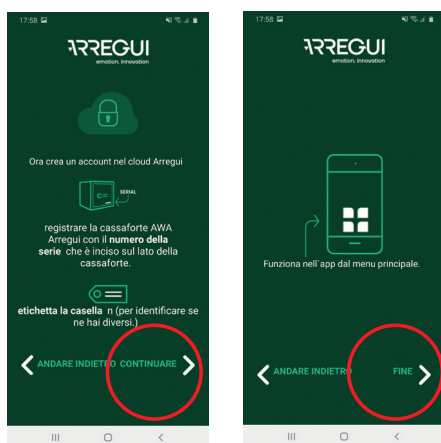 17:58
ARREGUI
emotion. innovation
Ora crea un account nel cloud Arregui
SERIAL
registrare la cassaforte AWA
Arregui con il numero della
serie che è inciso sul lato della
cassaforte.
etichetta la casella n (per identificare se
ne hai diversi.)
ANDARE INDIETRO CONTINUARE
17:58
ARREGUI
emotion. innovation
Funziona nell'app dal menu principale.
ANDARE INDIETRO FINE